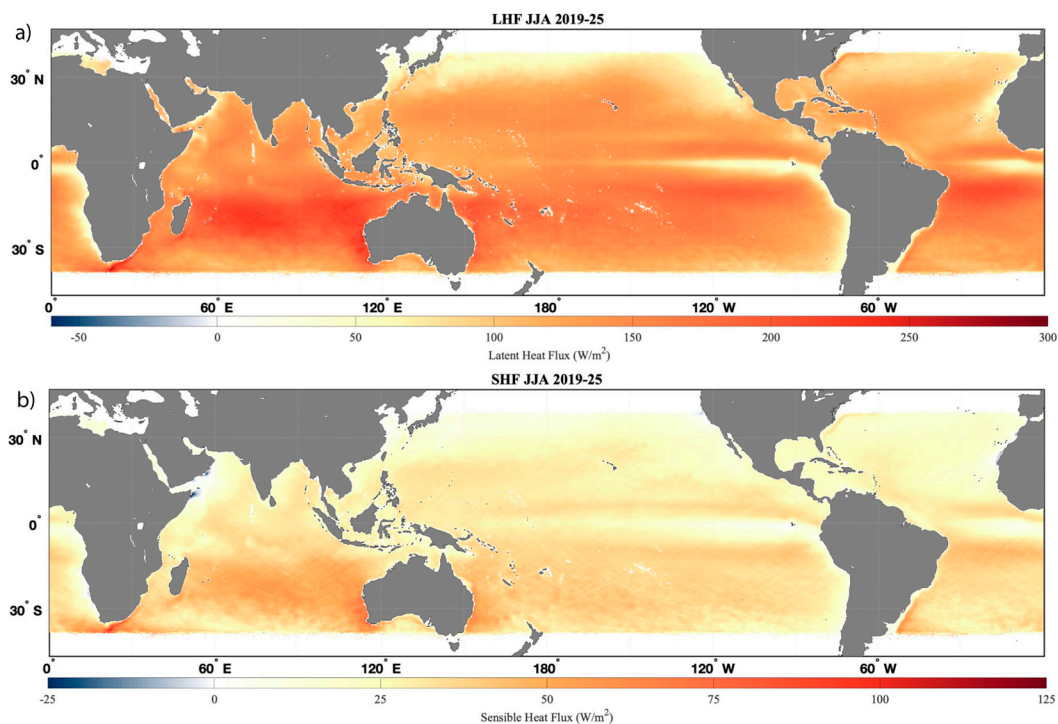 LHF JJA 2019-25
a)
30° N
0°
30° S
0° 60° E 120° E 180° 120° W 60° W
-50 0 50 100 150 200 250 300
Latent Heat Flux (W/m²)
SHF JJA 2019-25
b)
30° N
0°
30° S
0° 60° E 120° E 180° 120° W 60° W
-25 0 25 50 75 100 125
Sensible Heat Flux (W/m²)